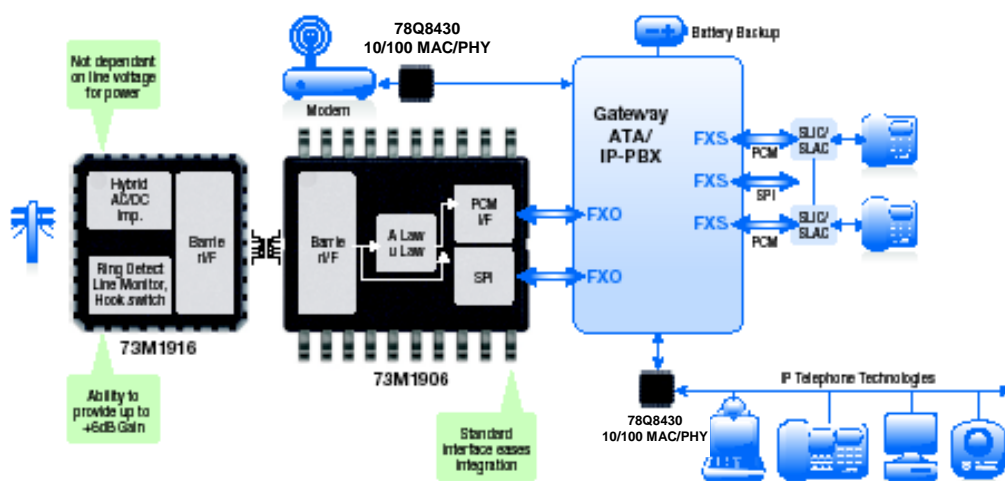 78Q8430
10/100 MAC/PHY
Battery Backup
Not dependant
on line voltage
for power
Modem
Gateway
ATA/
IP-PBX
FXS
PCM
SLIC/
SLAC
FXS
SPI
FXS
PCM
SLIC/
SLAC
Hybrid
AC/DC
Imp.
Barrie
rI/F
Ring Detect
Line Monitor,
Hook switch
73M1916
Barrie
rI/F
A Law
u Law
PCM
I/F
SPI
FXO
FXO
73M1906
Ability to
provide up to
+6dB Gain
Standard
interface eases
integration
IP Telephone Technologies
78Q8430
10/100 MAC/PHY